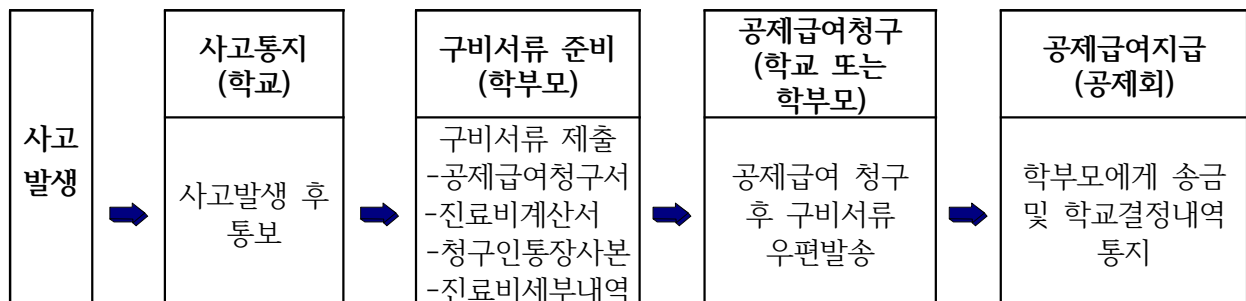 사고
발생
사고통지
(학교)
사고발생 후
통보
구비서류 준비
(학부모)
구비서류 제출
-공제급여청구서
-진료비계산서
-청구인통장사본
-진료비세부내역
공제급여청구
(학교 또는
학부모)
공제급여 청구
후 구비서류
우편발송
공제급여지급
(공제회)
학부모에게 송금
및 학교결정내역
통지